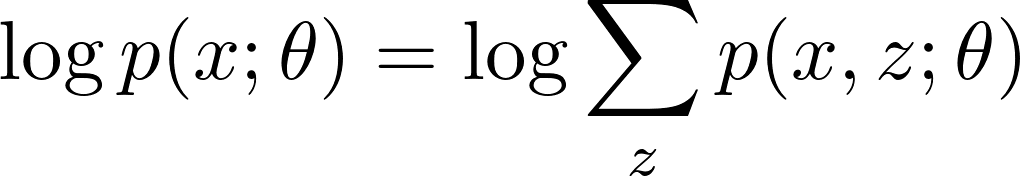 log p(x; θ) = log ∑_z p(x, z; θ)